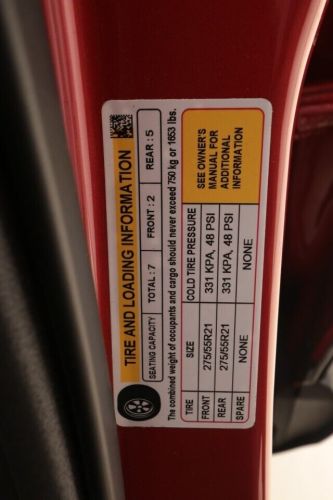 TIRE AND LOADING INFORMATION
SEATING CAPACITY TOTAL : 7 FRONT : 2 REAR : 5
The combined weight of occupants and cargo should never exceed 750 kg or 1653 lbs.
TIRE SIZE COLD TIRE PRESSURE
FRONT 275/55R21 331 KPA, 48 PSI
REAR 275/55R21 331 KPA, 48 PSI
SPARE NONE NONE
SEE OWNER'S
MANUAL FOR
ADDITIONAL
INFORMATION